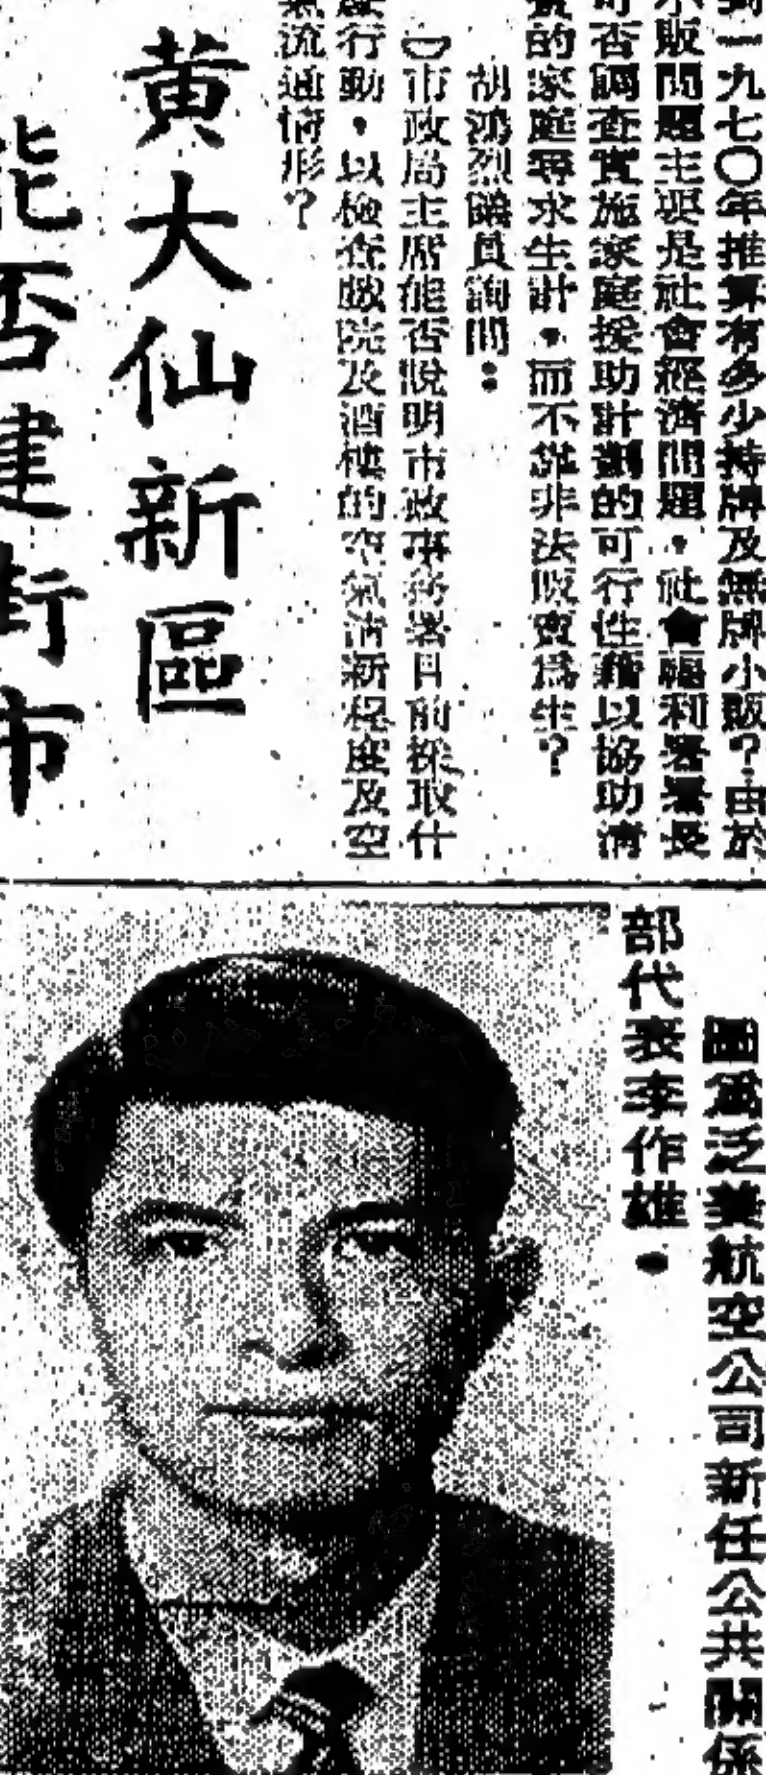 到一九七〇年推算有多少持牌及無牌小販？由於
小販問題主要是社會經濟問題，社會福利署署長
可否調查實施家庭援助計劃的可行性藉以協助清
貧的家庭尋求生計，而不靠非法販賣爲生？
胡鴻烈議員詢問：
㈠市政局主席能否說明市政事務署目前採取什
麼行動，以檢查戲院及酒樓的空氣清新程度及空
氣流通情形？
黃大仙新區
能否建街市
圖爲泛美航空公司新任公共關係
部代表李作雄。